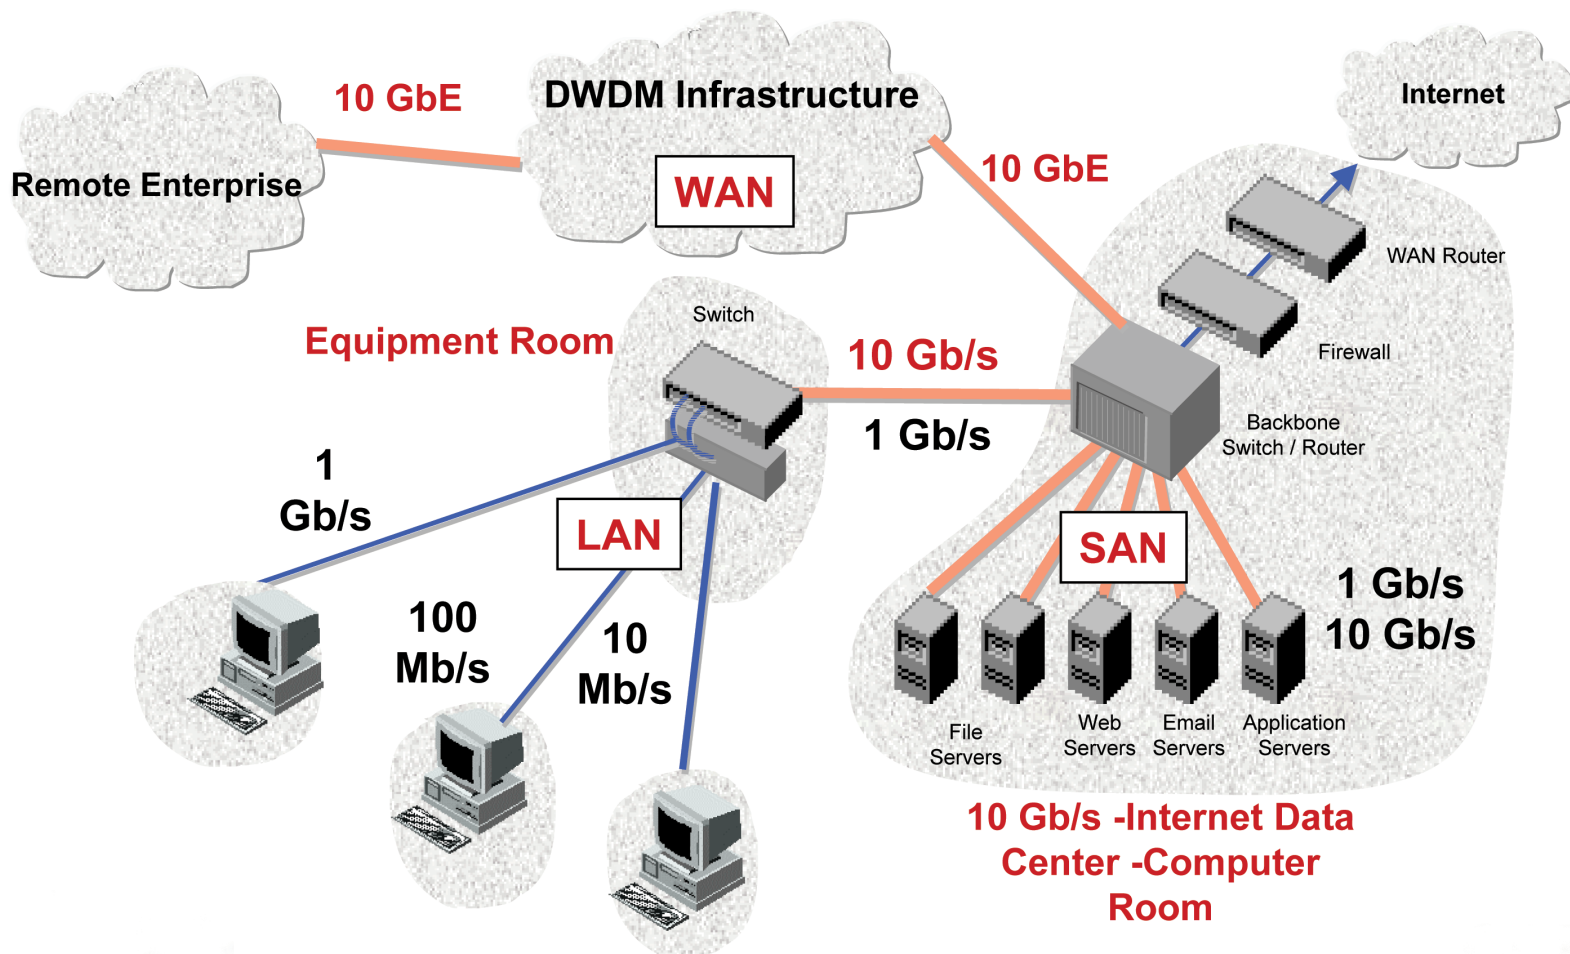 10 GbE
DWDM Infrastructure
Internet
Remote Enterprise
WAN
10 GbE
WAN Router
Switch
Equipment Room
10 Gb/s
Firewall
1 Gb/s
Backbone
Switch / Router
1
Gb/s
LAN
SAN
100
Mb/s
10
Mb/s
1 Gb/s
10 Gb/s
File
Servers
Web
Servers
Email
Servers
Application
Servers
10 Gb/s -Internet Data
Center -Computer
Room